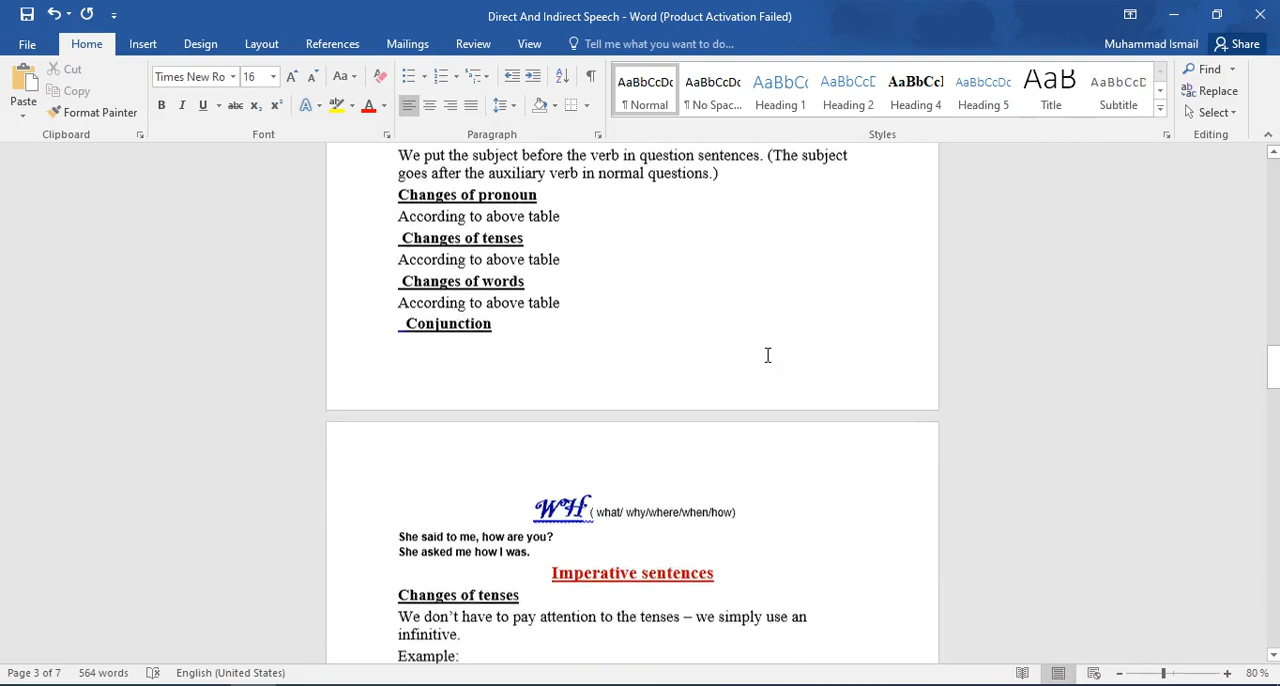 Direct And Indirect Speech - Word (Product Activation Failed)
File Home Insert Design Layout References Mailings Review View Tell me what you want to do... Muhammad Ismail Share
Paste
Cut
Copy
Format Painter
Clipboard
Times New Ro 16
Font
Paragraph
AaBbCcDc AaBbCcDc AaBbC AaBbCcD AaBbCcI AaBbCcDc AaB AaBbCcDc
¶ Normal ¶ No Spac... Heading 1 Heading 2 Heading 4 Heading 5 Title Subtitle
Styles
Find
Replace
Select
Editing
We put the subject before the verb in question sentences. (The subject
goes after the auxiliary verb in normal questions.)
Changes of pronoun
According to above table
Changes of tenses
According to above table
Changes of words
According to above table
Conjunction
WH ( what/ why/where/when/how)
She said to me, how are you?
She asked me how I was.
Imperative sentences
Changes of tenses
We don't have to pay attention to the tenses – we simply use an
infinitive.
Example:
Page 3 of 7 564 words English (United States) 80 %